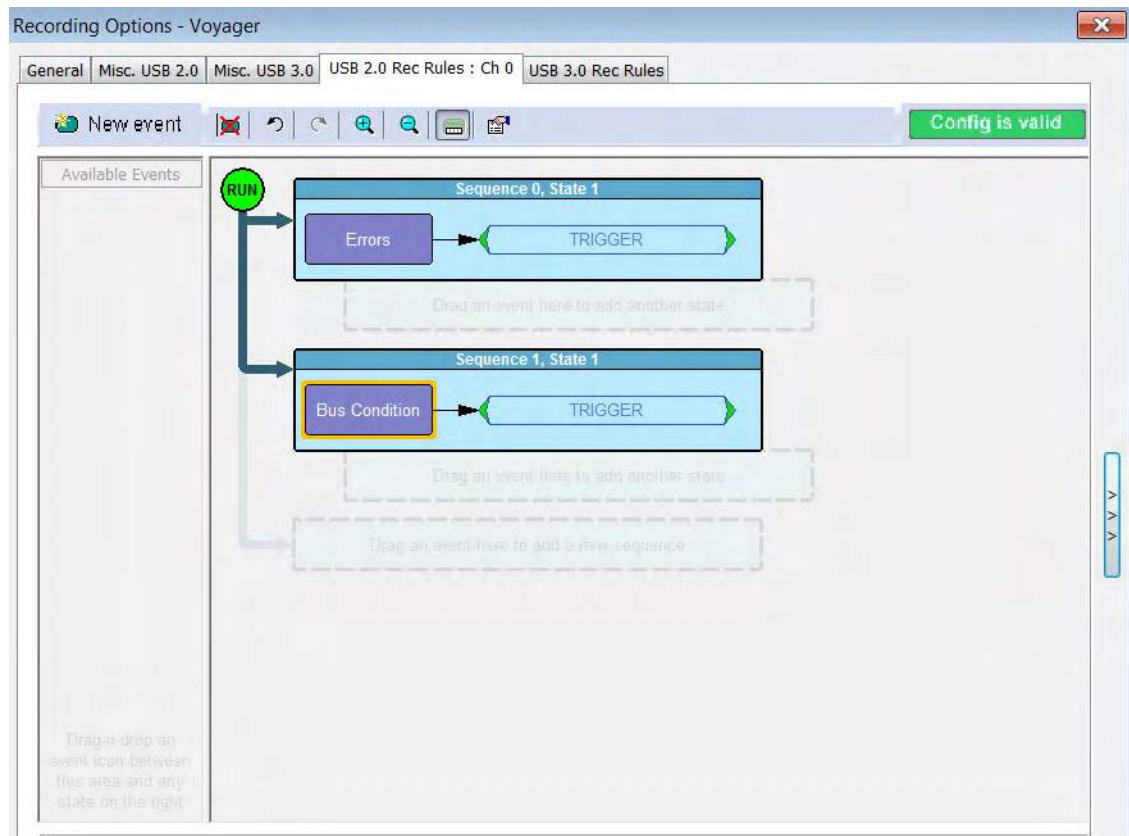 Recording Options - Voyager
X
General Misc. USB 2.0 Misc. USB 3.0 USB 2.0 Rec Rules : Ch 0 USB 3.0 Rec Rules
New event
Config is valid
Available Events
RUN
Sequence 0, State 1
Errors
TRIGGER
Drag an event here to add another state
Sequence 1, State 1
Bus Condition
TRIGGER
Drag an event here to add another state
Drag an event here to add a new sequence
>
>
>
Drag-n-drop an
event icon between
this area and any
state on the right